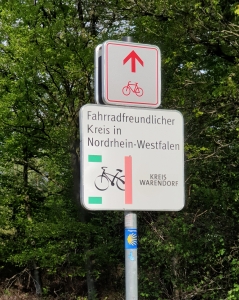 Fahrradfreundlicher
Kreis in
Nordrhein-Westfalen
KREIS
WARENDORF